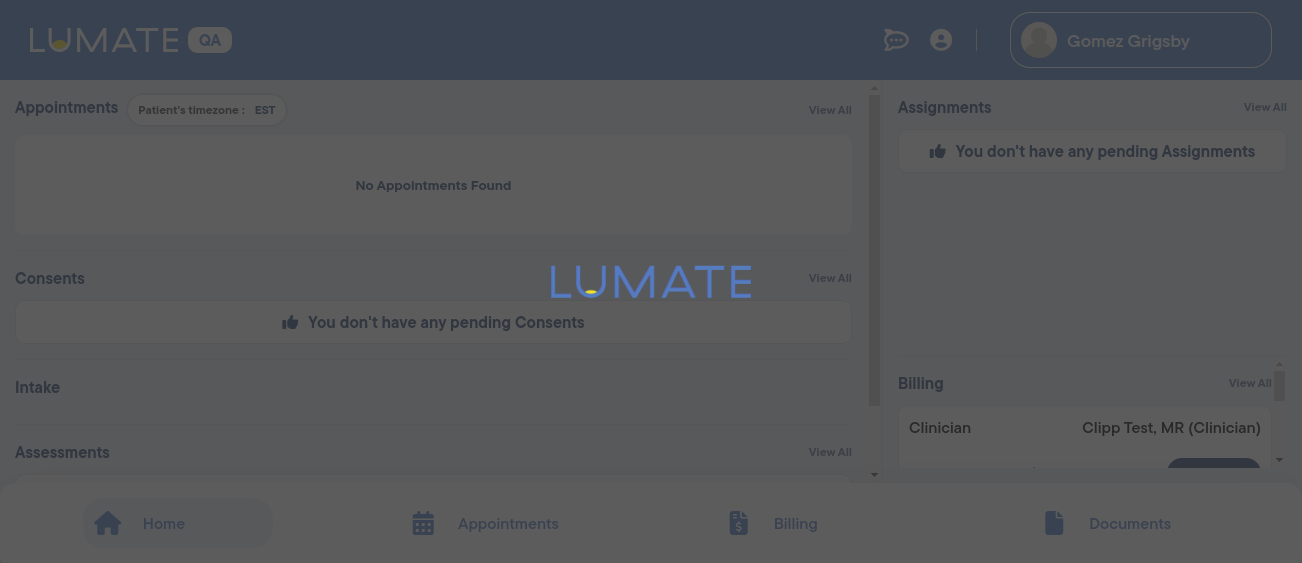 LUMATE QA
Gomez Grigsby
Appointments
Patient's timezone : EST
View All
No Appointments Found
Consents
View All
You don't have any pending Consents
Intake
Assessments
View All
Assignments
View All
You don't have any pending Assignments
Billing
View All
Clinician
Clipp Test, MR (Clinician)
LUMATE
Home
Appointments
Billing
Documents